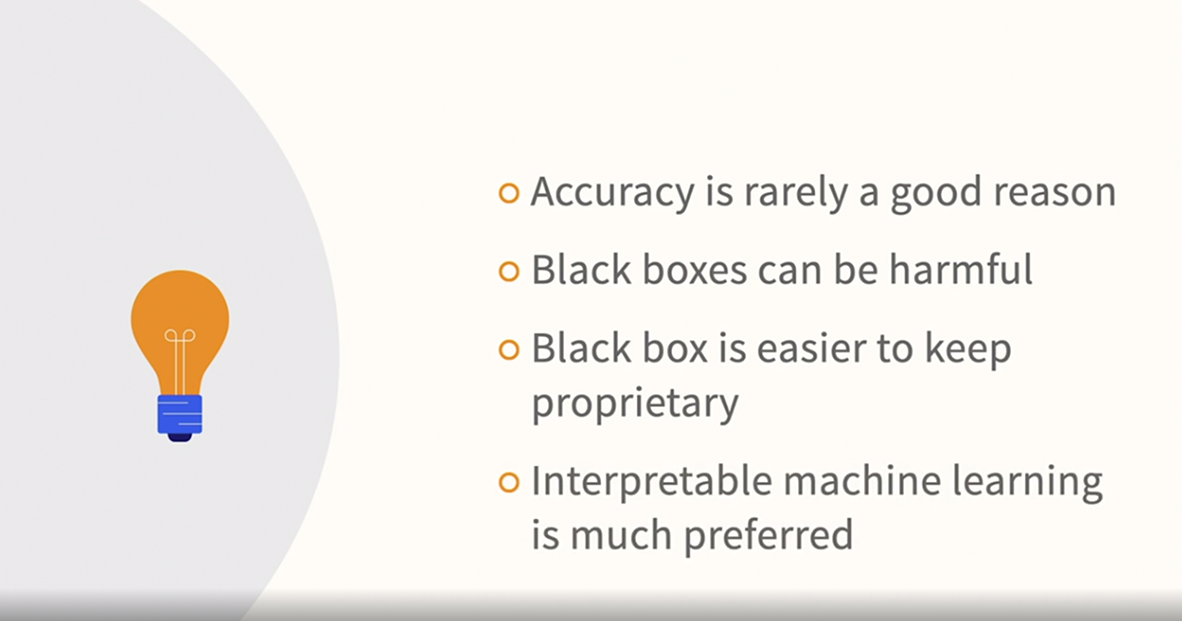 Accuracy is rarely a good reason
Black boxes can be harmful
Black box is easier to keep
proprietary
Interpretable machine learning
is much preferred